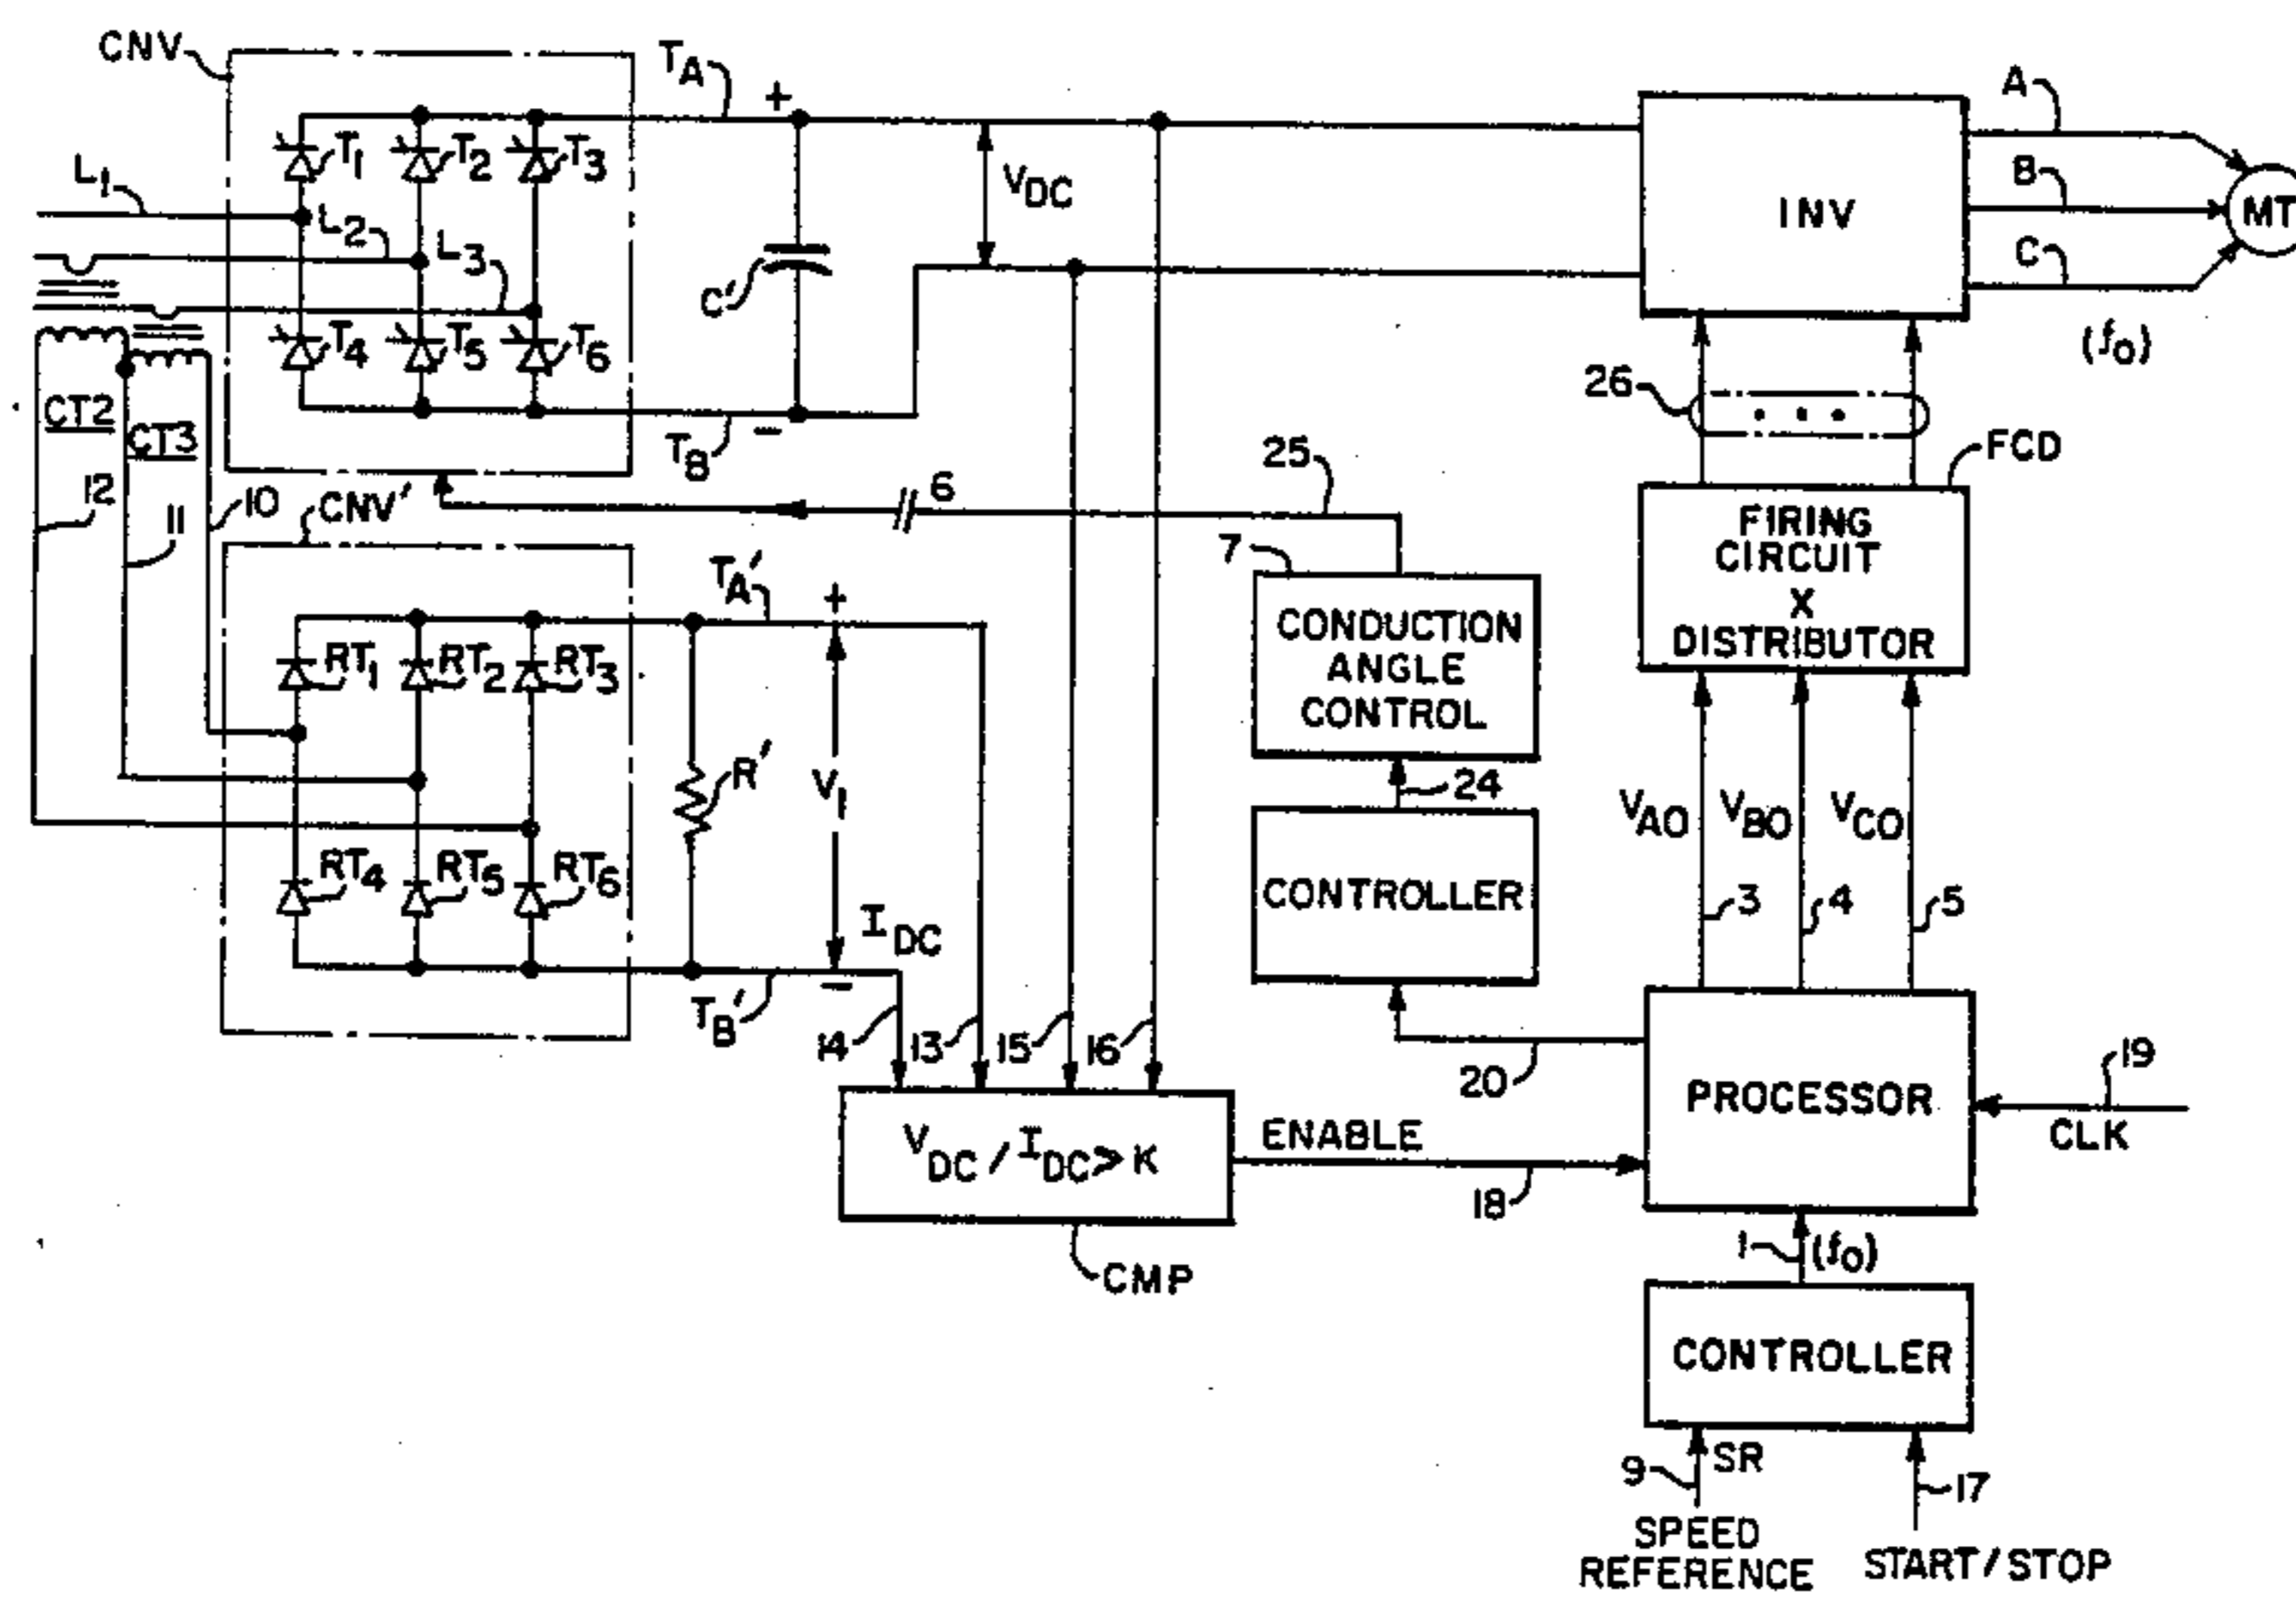 CNV
TA
+
A
T1
T2
T3
L1
VDC
B
INV
MT
L2
L3
C
C'
T4
T5
T6
(fo)
26
CT2
CT3
T8
−
25
FCD
12
11
10
CNV'
6
7
FIRING
CIRCUIT
X
DISTRIBUTOR
TA'
+
CONDUCTION
ANGLE
CONTROL
RT1
RT2
RT3
R'
V1
24
VAO
VBO
VCO
RT4
RT5
RT6
CONTROLLER
3
4
5
IDC
TB'
−
14
13
15
16
20
19
PROCESSOR
CLK
VDC / IDC > K
ENABLE
18
CMP
1
(fo)
CONTROLLER
9
SR
17
SPEED
REFERENCE
START/STOP